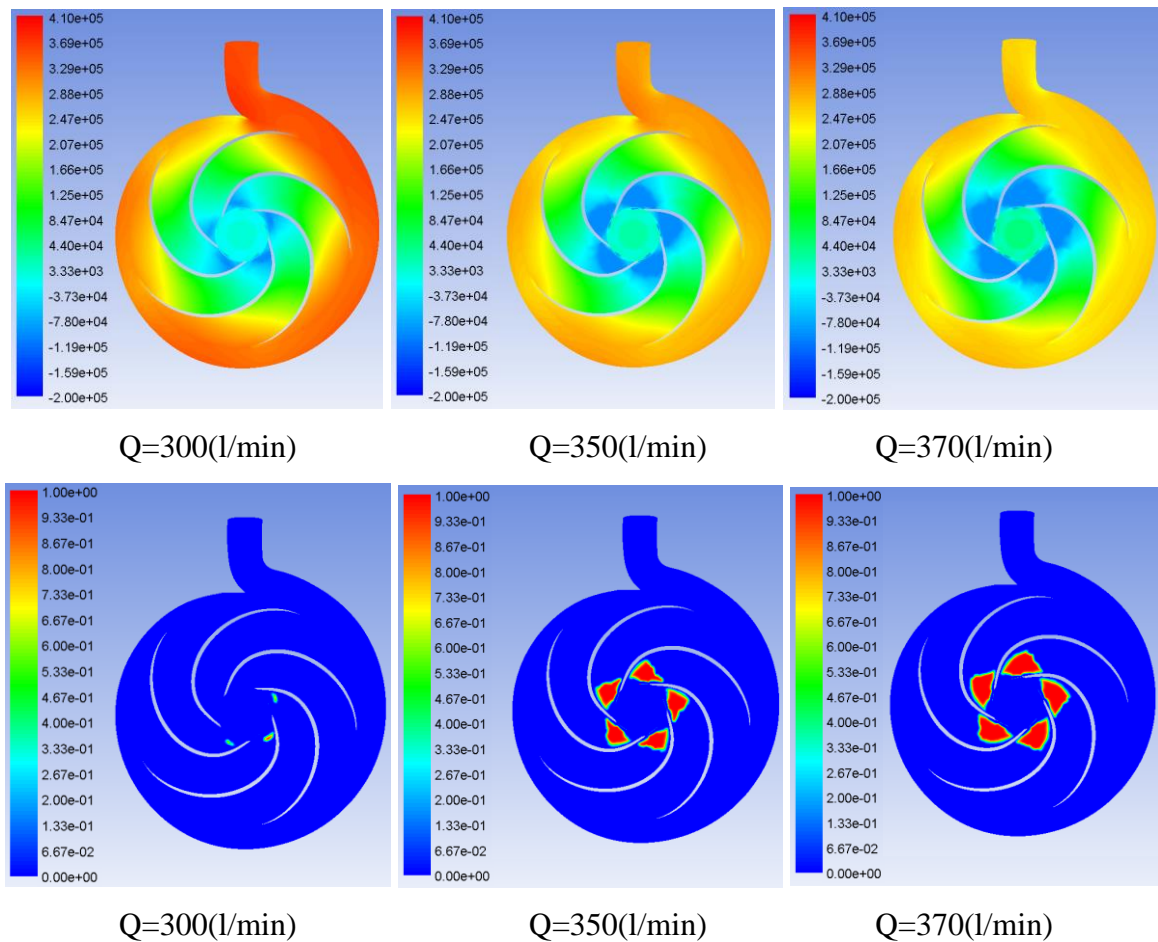 4.10e+05
3.69e+05
3.29e+05
2.88e+05
2.47e+05
2.07e+05
1.66e+05
1.25e+05
8.47e+04
4.40e+04
3.33e+03
-3.73e+04
-7.80e+04
-1.19e+05
-1.59e+05
-2.00e+05
4.10e+05
3.69e+05
3.29e+05
2.88e+05
2.47e+05
2.07e+05
1.66e+05
1.25e+05
8.47e+04
4.40e+04
3.33e+03
-3.73e+04
-7.80e+04
-1.19e+05
-1.59e+05
-2.00e+05
4.10e+05
3.69e+05
3.29e+05
2.88e+05
2.47e+05
2.07e+05
1.66e+05
1.25e+05
8.47e+04
4.40e+04
3.33e+03
-3.73e+04
-7.80e+04
-1.19e+05
-1.59e+05
-2.00e+05
Q=300(l/min)
Q=350(l/min)
Q=370(l/min)
1.00e+00
9.33e-01
8.67e-01
8.00e-01
7.33e-01
6.67e-01
6.00e-01
5.33e-01
4.67e-01
4.00e-01
3.33e-01
2.67e-01
2.00e-01
1.33e-01
6.67e-02
0.00e+00
1.00e+00
9.33e-01
8.67e-01
8.00e-01
7.33e-01
6.67e-01
6.00e-01
5.33e-01
4.67e-01
4.00e-01
3.33e-01
2.67e-01
2.00e-01
1.33e-01
6.67e-02
0.00e+00
1.00e+00
9.33e-01
8.67e-01
8.00e-01
7.33e-01
6.67e-01
6.00e-01
5.33e-01
4.67e-01
4.00e-01
3.33e-01
2.67e-01
2.00e-01
1.33e-01
6.67e-02
0.00e+00
Q=300(l/min)
Q=350(l/min)
Q=370(l/min)